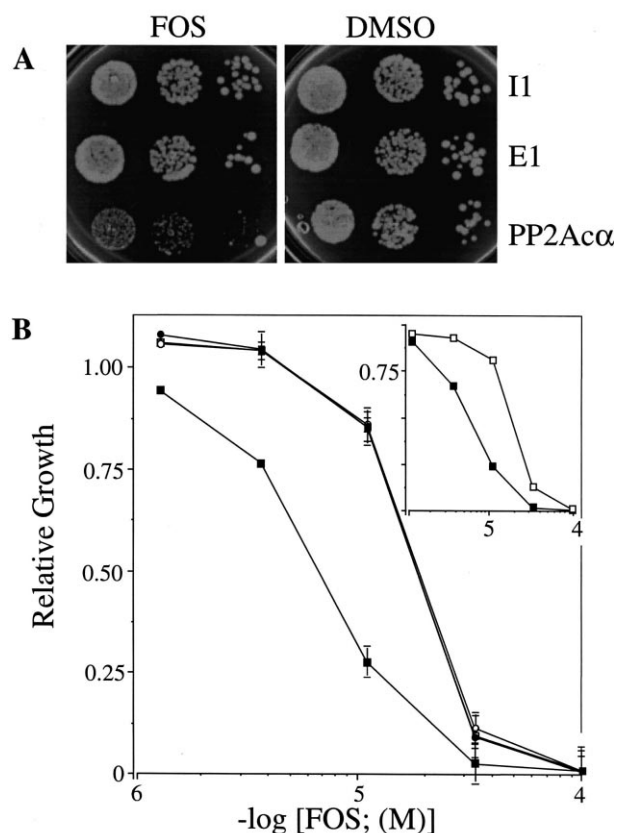 FOS DMSO
A
I1
E1
PP2Acα
B
1.00
0.75
0.50
0.25
0
Relative Growth
0.75
5 4
6 5 4
-log [FOS; (M)]